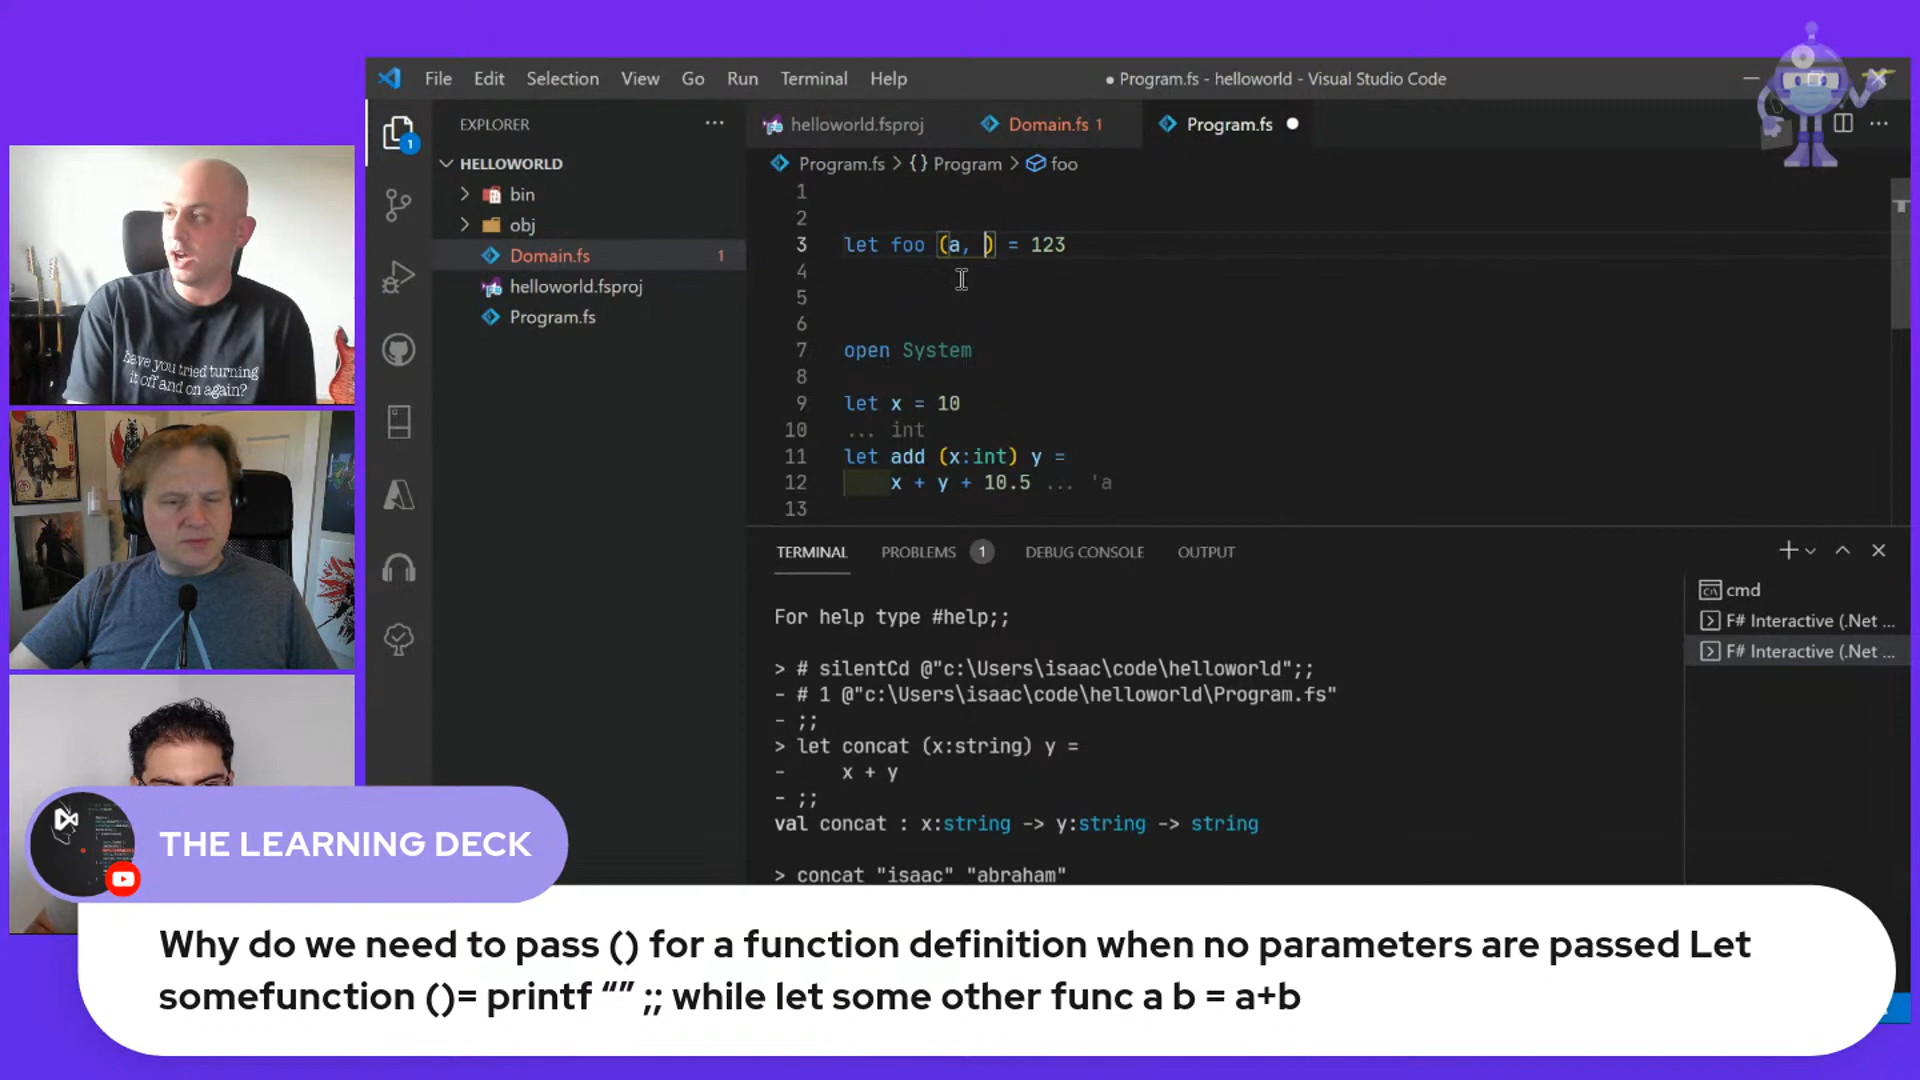 File Edit Selection View Go Run Terminal Help
● Program.fs - helloworld - Visual Studio Code
EXPLORER
HELLOWORLD
bin
obj
Domain.fs 1
helloworld.fsproj
Program.fs
1
helloworld.fsproj Domain.fs 1 Program.fs
Program.fs > {} Program > foo
1
2
3 let foo (a, ) = 123
4
5
6
7 open System
8
9 let x = 10
10 ... int
11 let add (x:int) y =
12 x + y + 10.5 ... 'a
13
TERMINAL PROBLEMS 1 DEBUG CONSOLE OUTPUT
For help type #help;;
> # silentCd @"c:\Users\isaac\code\helloworld";;
- # 1 @"c:\Users\isaac\code\helloworld\Program.fs"
- ;;
> let concat (x:string) y =
- x + y
- ;;
val concat : x:string -> y:string -> string
> concat "isaac" "abraham"
cmd
F# Interactive (.Net ...
F# Interactive (.Net ...
have you tried turning
it off and on again?
THE LEARNING DECK
Why do we need to pass () for a function definition when no parameters are passed Let
somefunction ()= printf “” ;; while let some other func a b = a+b